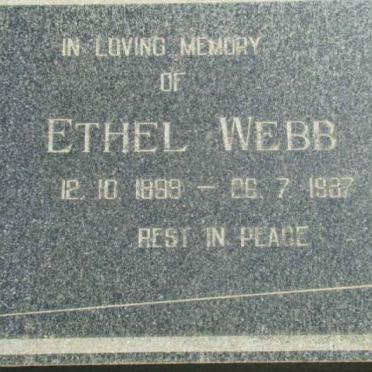 IN LOVING MEMORY
OF
ETHEL WEBB
12. 10. 1899 – 26. 7. 1987
REST IN PEACE